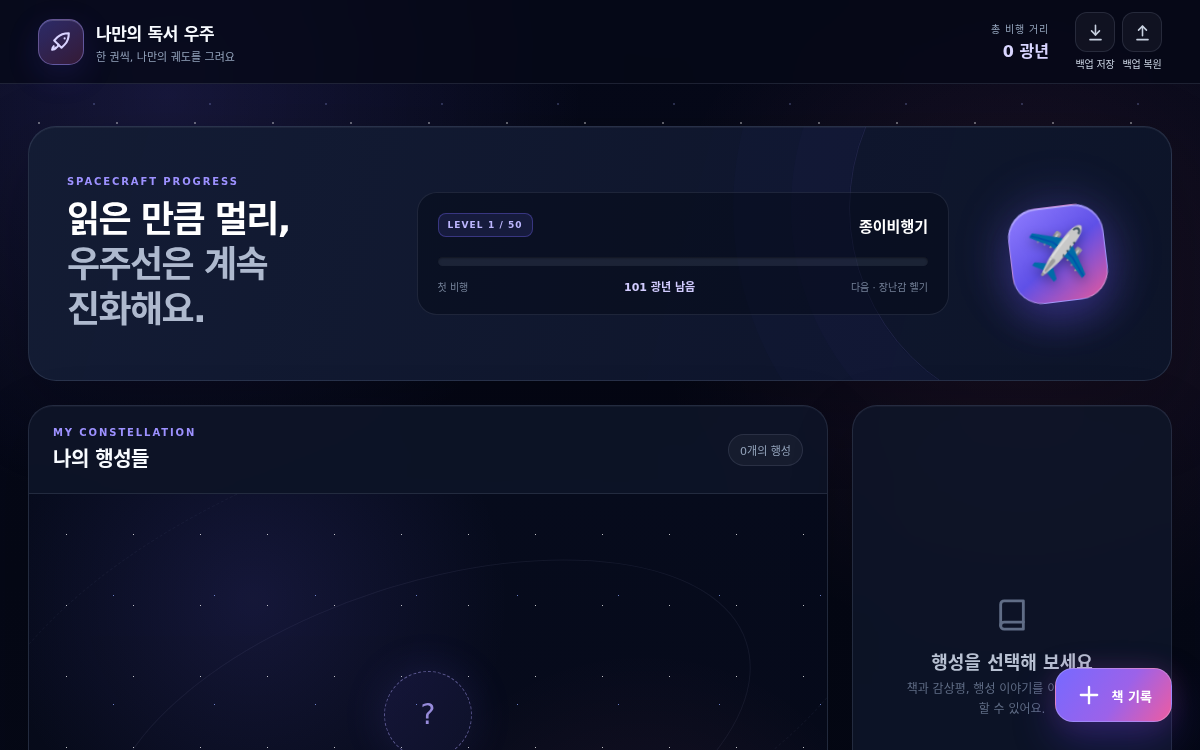 나만의 독서 우주
한 권씩, 나만의 궤도를 그려요
총 비행 거리
0 광년
백업 저장
백업 복원
SPACECRAFT PROGRESS
읽은 만큼 멀리,
우주선은 계속
진화해요.
LEVEL 1 / 50
종이비행기
첫 비행
101 광년 남음
다음 · 장난감 헬기
MY CONSTELLATION
나의 행성들
0개의 행성
?
행성을 선택해 보세요
책과 감상평, 행성 이야기를
할 수 있어요.
책 기록